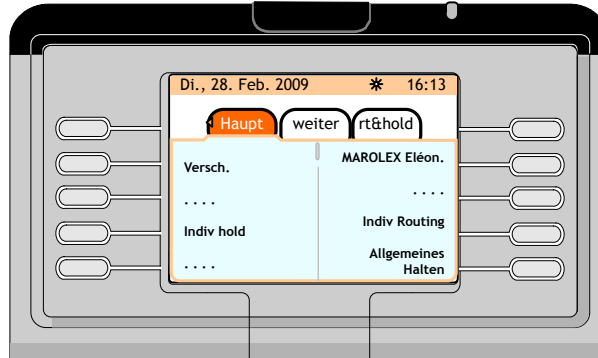 Di., 28. Feb. 2009 16:13
Haupt weiter rt&hold
Versch.
. . . .
Indiv hold
. . . .
MAROLEX Eléon.
. . . .
Indiv Routing
Allgemeines
Halten